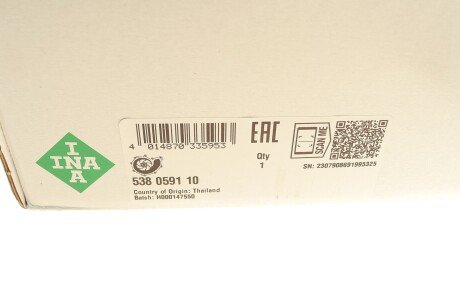 I
INA
A
4 014870 335953
EAC
Qty
1
SCAN ME
SN: 2307908691995325
538 0591 10
Country of Origin: Thailand
Batch: H000147550